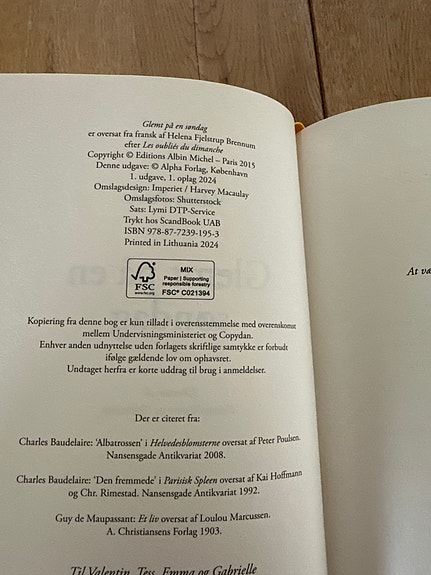 Glemt på en søndag
er oversat fra fransk af Helena Fjelstrup Brennum
efter Les oubliés du dimanche
Copyright © Editions Albin Michel – Paris 2015
Denne udgave: © Alpha Forlag, København
1. udgave, 1. oplag 2024
Omslagsdesign: Imperiet / Harvey Macaulay
Omslagsfotos: Shutterstock
Sats: Lymi DTP-Service
Trykt hos ScandBook UAB
ISBN 978-87-7239-195-3
Printed in Lithuania 2024
FSC
www.fsc.org
MIX
Paper | Supporting
responsible forestry
FSC® C021394
Kopiering fra denne bog er kun tilladt i overensstemmelse med overenskomst
mellem Undervisningsministeriet og Copydan.
Enhver anden udnyttelse uden forlagets skriftlige samtykke er forbudt
ifølge gældende lov om ophavsret.
Undtaget herfra er korte uddrag til brug i anmeldelser.
Der er citeret fra:
Charles Baudelaire: 'Albatrossen' i Helvedesblomsterne oversat af Peter Poulsen.
Nansensgade Antikvariat 2008.
Charles Baudelaire: 'Den fremmede' i Parisisk Spleen oversat af Kai Hoffmann
og Chr. Rimestad. Nansensgade Antikvariat 1992.
Guy de Maupassant: Et liv oversat af Loulou Marcussen.
A. Christiansens Forlag 1903.
Til Valentin, Tess, Emma og Gabrielle
At væ